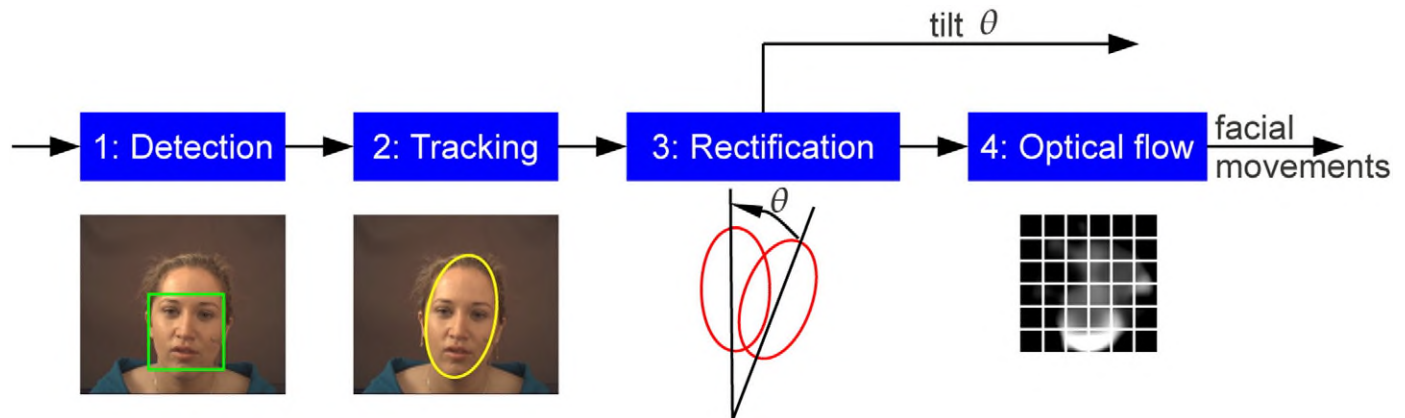 tilt θ
1: Detection
2: Tracking
3: Rectification
4: Optical flow
facial
movements
θ